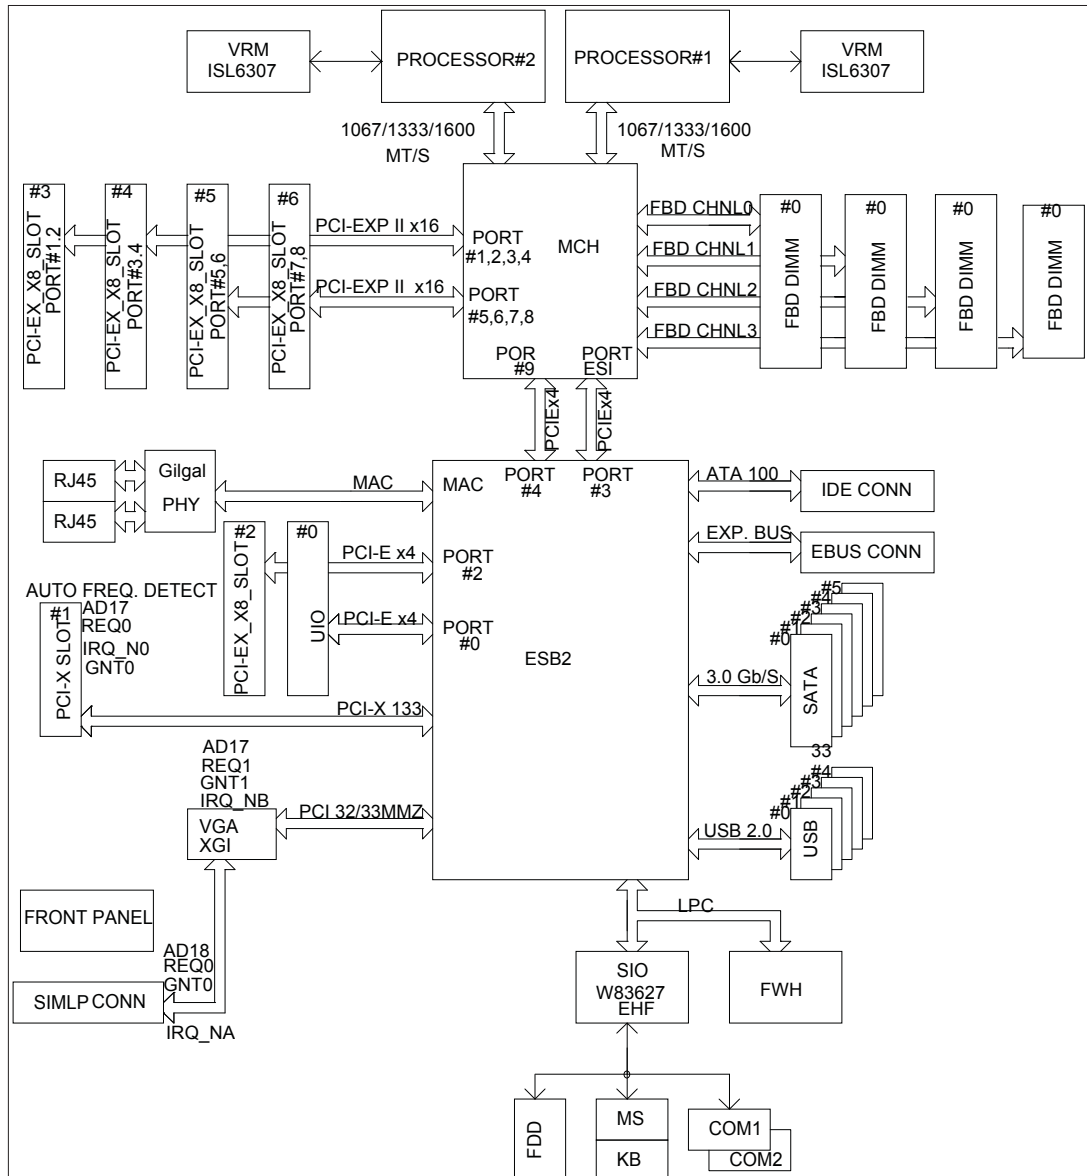 VRM
ISL6307
PROCESSOR#2
PROCESSOR#1
VRM
ISL6307
1067/1333/1600
MT/S
1067/1333/1600
MT/S
#3
PCI-EX_X8_SLOT
PORT#1.2
#4
PCI-EX_X8_SLOT
PORT#3.4
#5
PCI-EX_X8_SLOT
PORT#5,6
#6
PCI-EX_X8_SLOT
PORT#7,8
PCI-EXP II x16
PCI-EXP II x16
PORT
#1,2,3,4
MCH
PORT
#5,6,7,8
POR
#9
PORT
ESI
FBD CHNL0
FBD CHNL1
FBD CHNL2
FBD CHNL3
#0
FBD DIMM
#0
FBD DIMM
#0
FBD DIMM
#0
FBD DIMM
PCIEx4
PCIEx4
RJ45
RJ45
Gilgal
PHY
MAC
MAC
PORT
#4
PORT
#3
ATA 100
IDE CONN
EXP. BUS
EBUS CONN
#2
PCI-EX_X8_SLOT
#0
UIO
PCI-E x4
PORT
#2
PCI-E x4
PORT
#0
ESB2
AUTO FREQ. DETECT
#1
PCI-X SLOT
AD17
REQ0
IRQ_N0
GNT0
PCI-X 133
3.0 Gb/S
#0
#1
#2
#3
#4
#5
SATA
33
AD17
REQ1
GNT1
IRQ_NB
VGA
XGI
PCI 32/33MMZ
USB 2.0
#0
#1
#2
#3
#4
USB
FRONT PANEL
AD18
REQ0
GNT0
SIMLP CONN
IRQ_NA
LPC
SIO
W83627
EHF
FWH
FDD
MS
KB
COM1
COM2